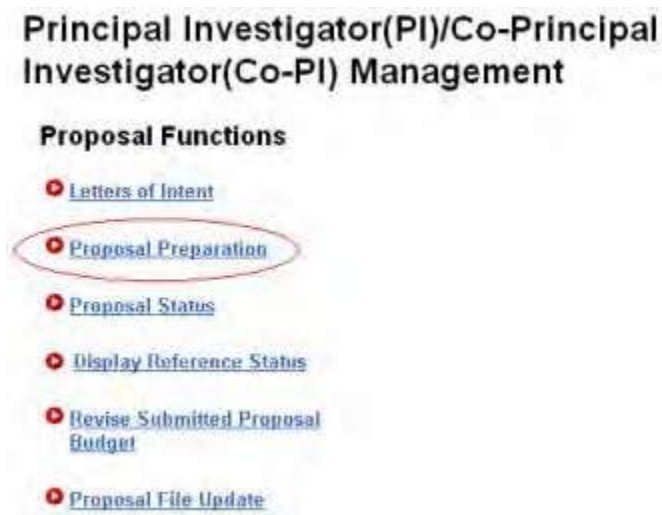 Principal Investigator(PI)/Co-Principal
Investigator(Co-PI) Management
Proposal Functions
Letters of Intent
Proposal Preparation
Proposal Status
Display Reference Status
Revise Submitted Proposal
Budget
Proposal File Update